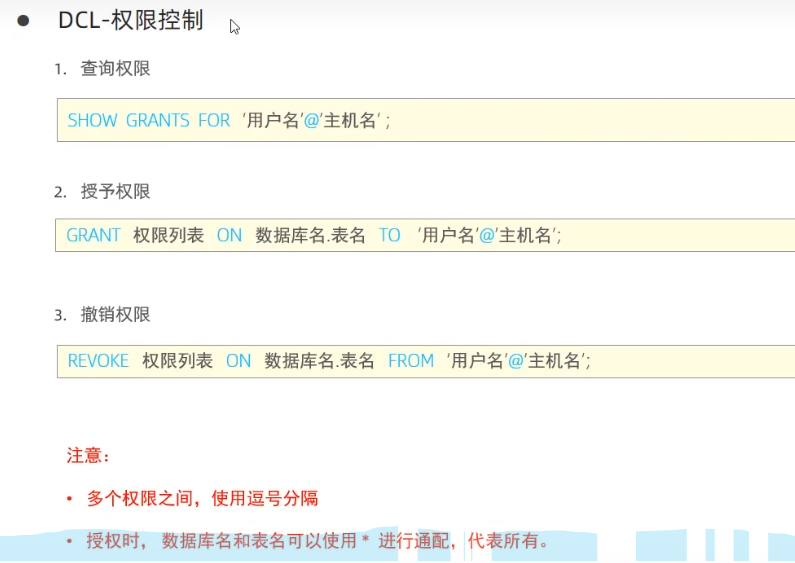 ● DCL-权限控制
1. 查询权限
SHOW GRANTS FOR ‘用户名’@’主机名‘ ;
2. 授予权限
GRANT 权限列表 ON 数据库名.表名 TO ‘用户名’@’主机名’;
3. 撤销权限
REVOKE 权限列表 ON 数据库名.表名 FROM ‘用户名’@’主机名’;
注意：
• 多个权限之间，使用逗号分隔
• 授权时， 数据库名和表名可以使用 * 进行通配，代表所有。